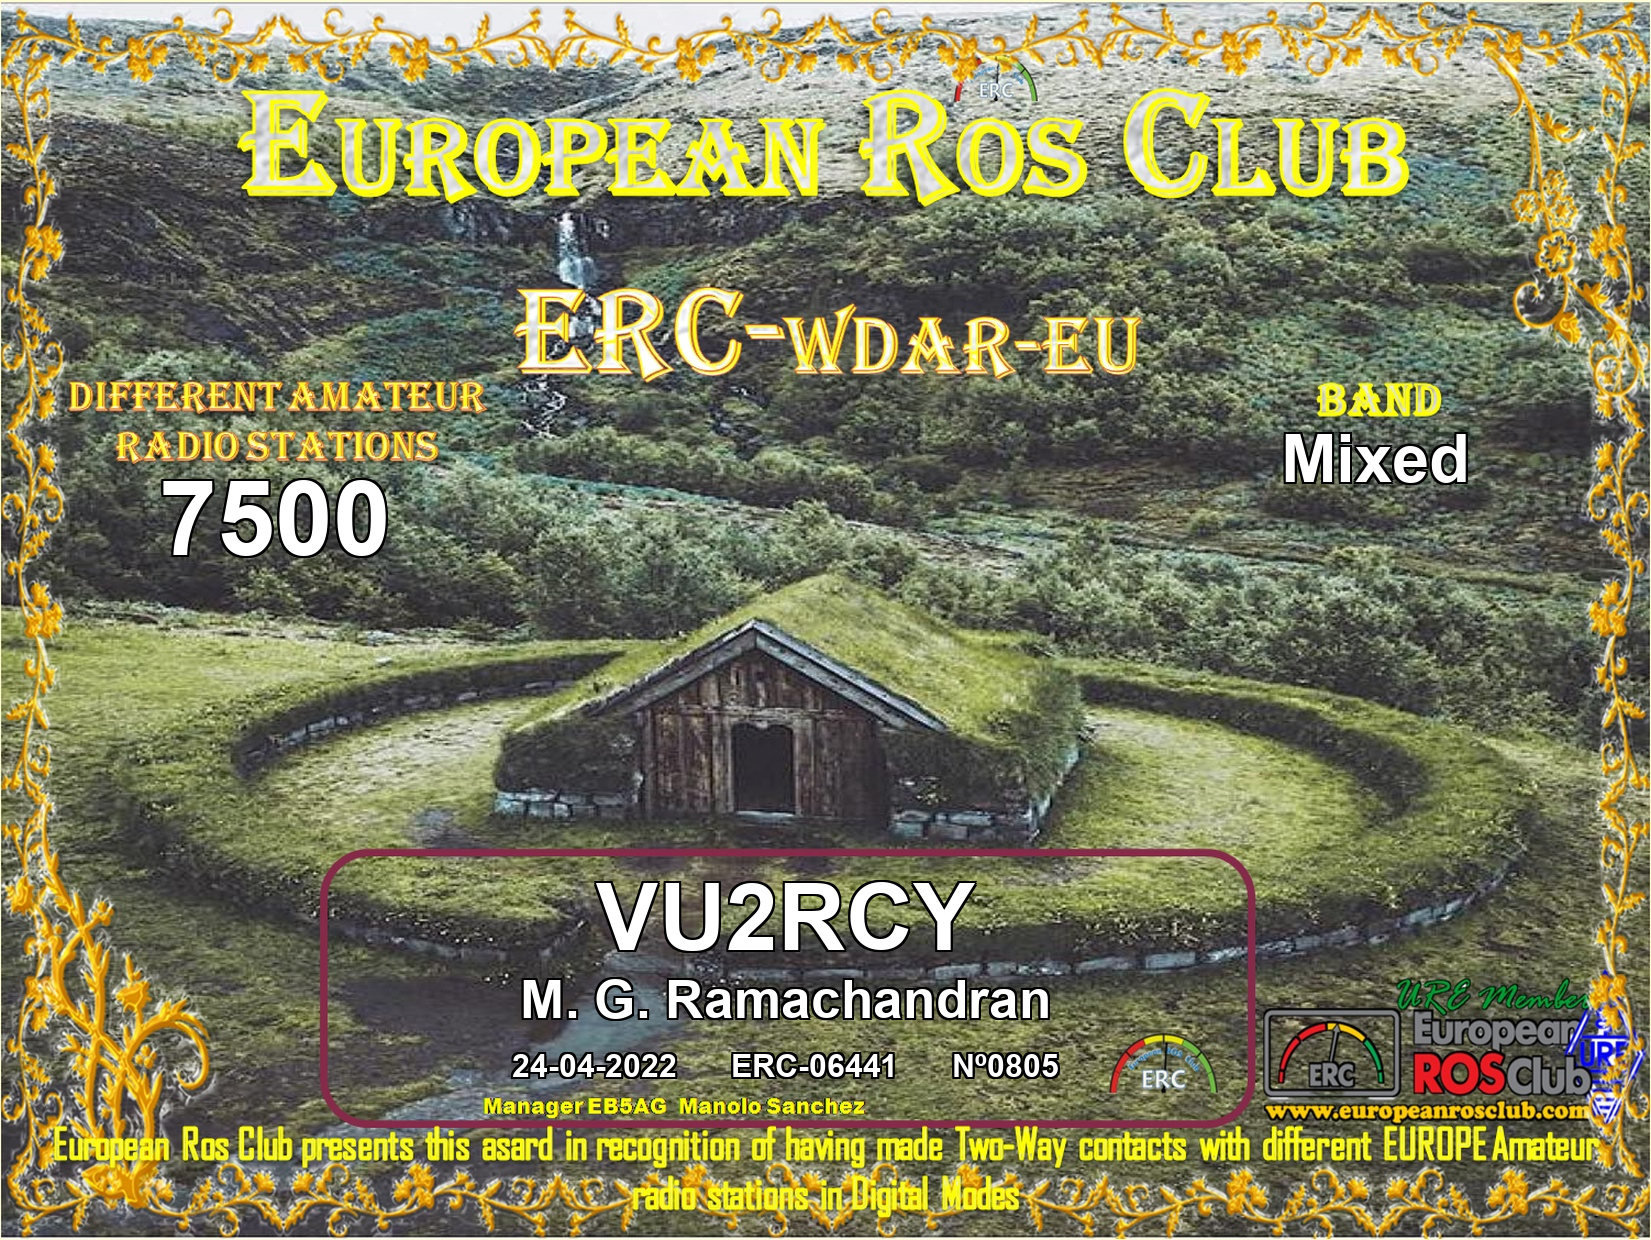 ERC
European Ros Club
ERC-WDAR-EU
DIFFERENT AMATEUR
RADIO STATIONS
7500
BAND
Mixed
VU2RCY
M. G. Ramachandran
24-04-2022 ERC-06441 Nº0805
ERC
Manager EB5AG Manolo Sanchez
URE Member
European
ROS Club
ERC
URE
www.europeanrosclub.com
European Ros Club presents this asard in recognition of having made Two-Way contacts with different EUROPE Amateur
radio stations in Digital Modes